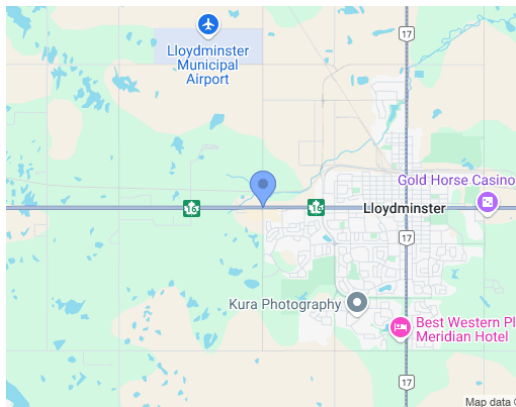 17
Lloydminster
Municipal
Airport
Gold Horse Casino
16
16
Lloydminster
17
Kura Photography
Best Western Pl
Meridian Hotel
17
Map data ©